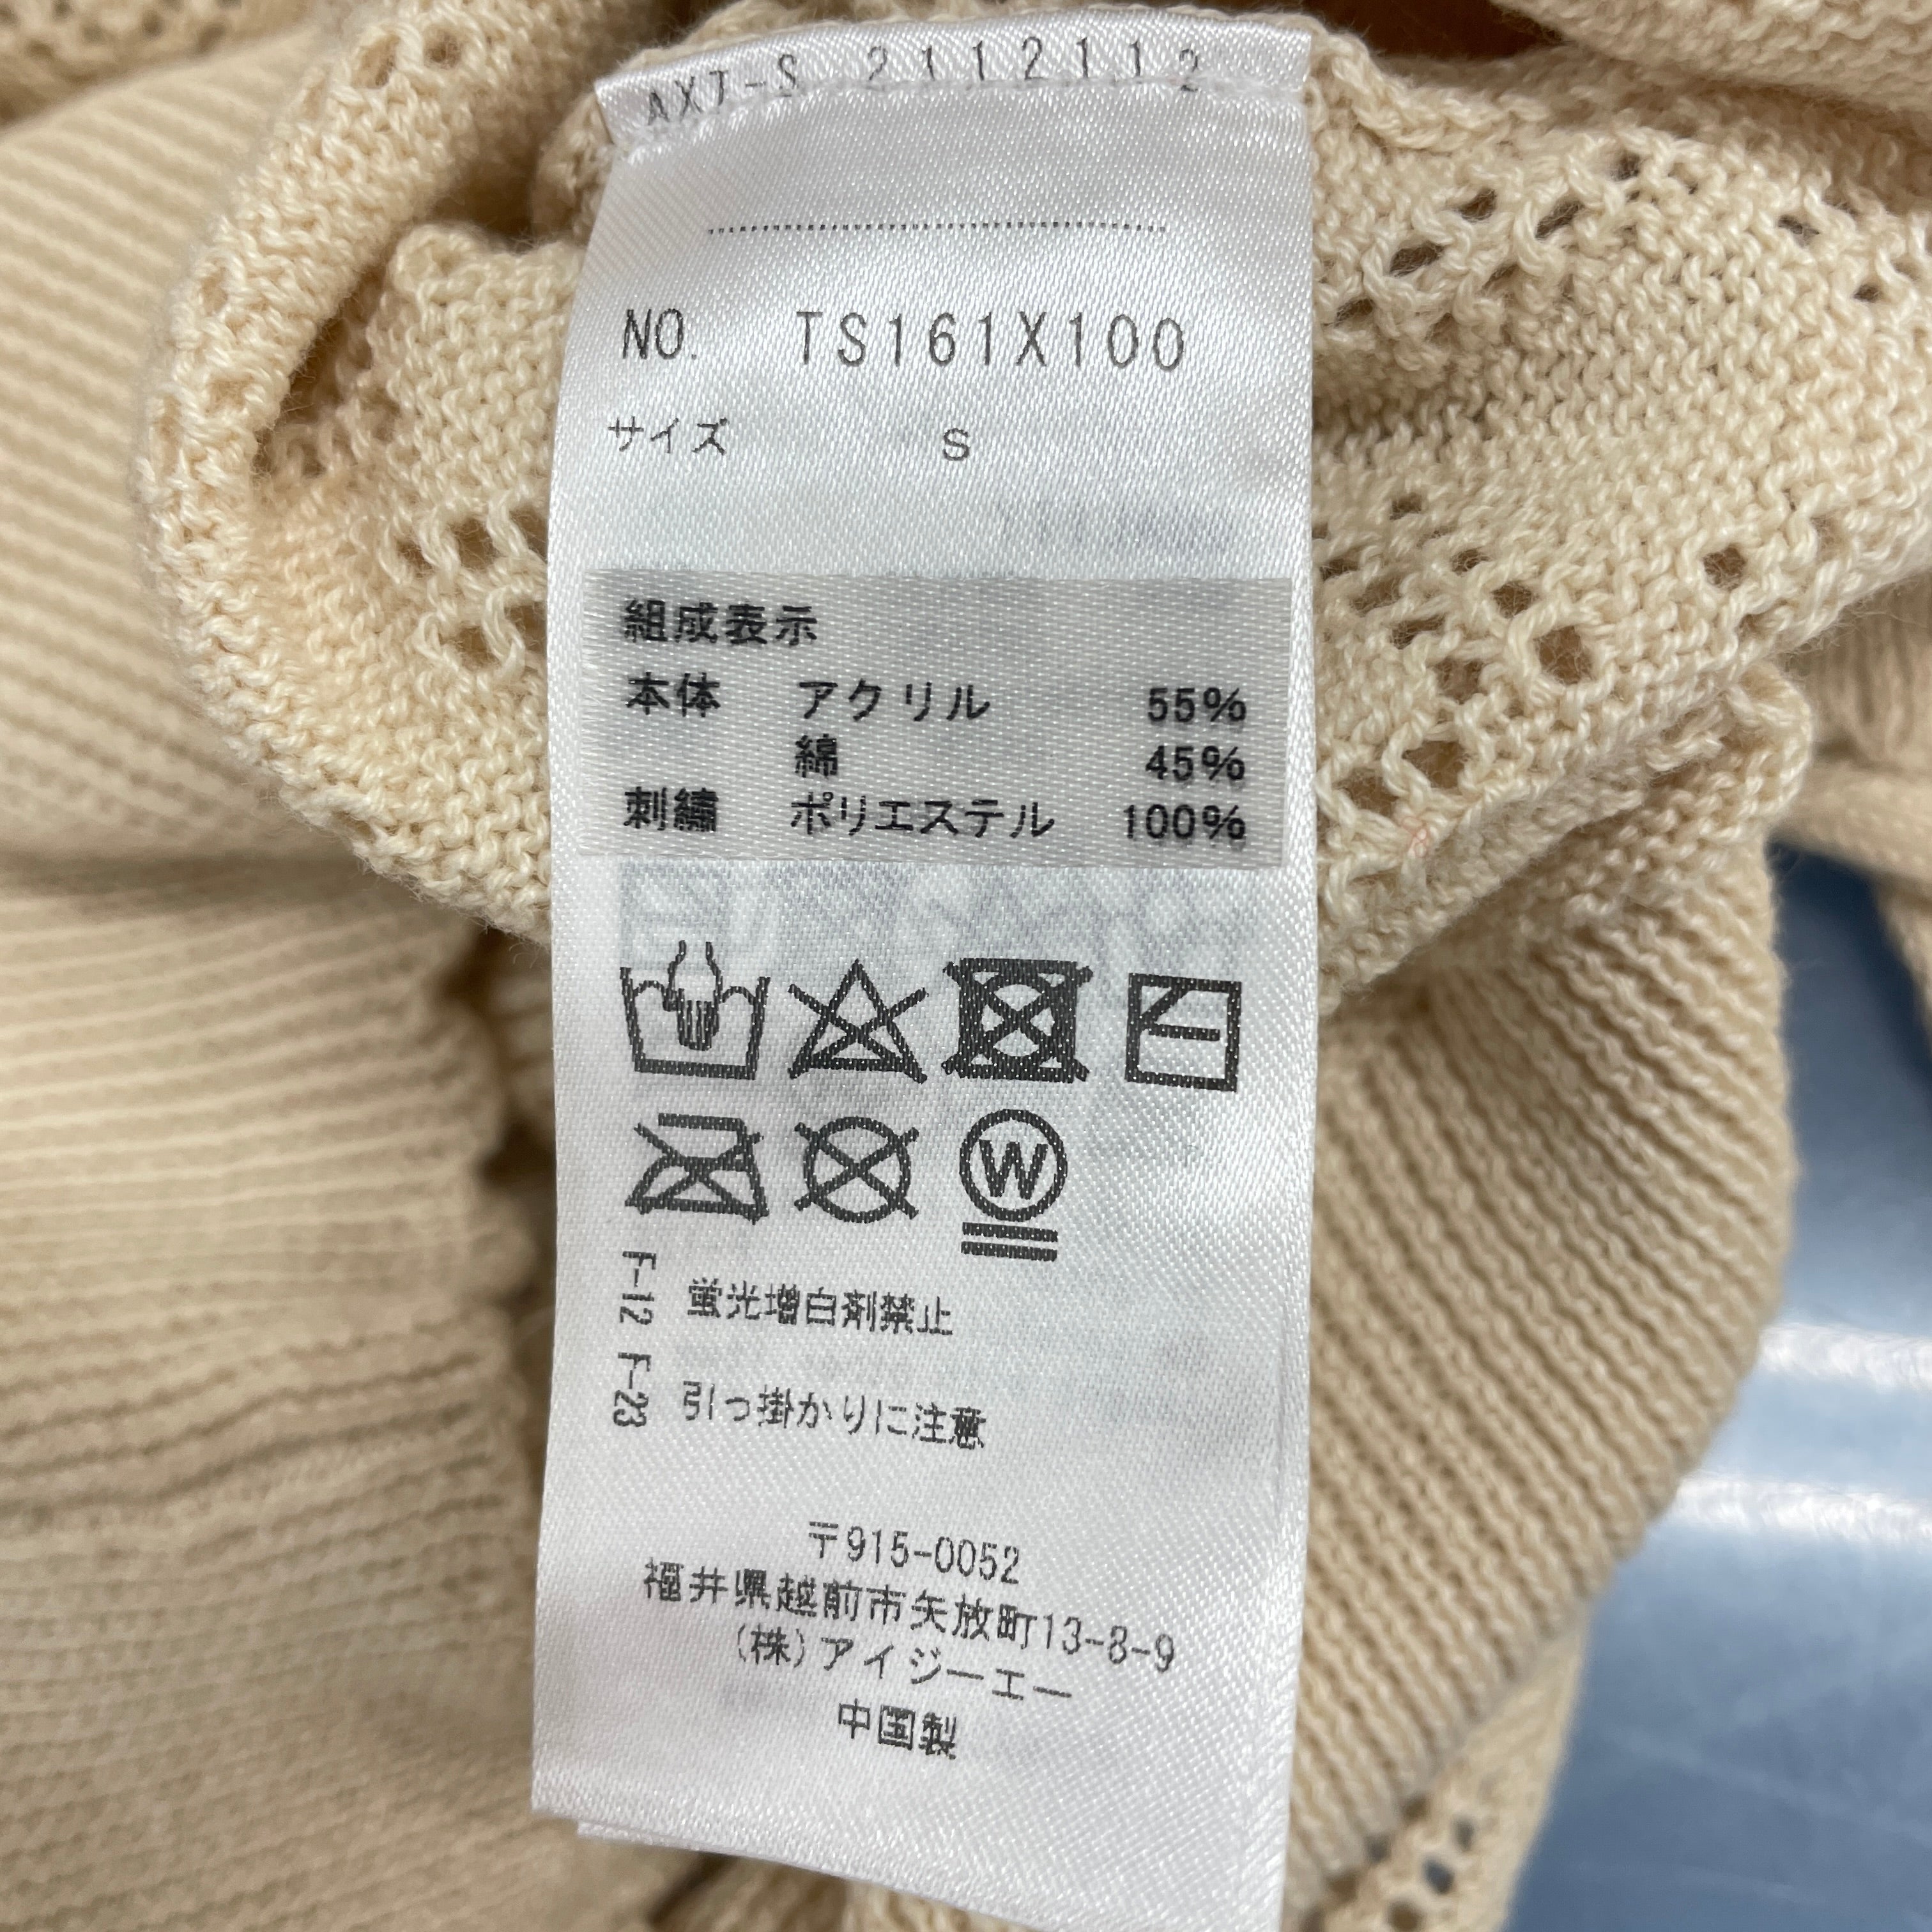 AX7-S 2112112
NO. TS161X100
サイズ S
組成表示
本体 アクリル 55%
綿 45%
刺繍 ポリエステル 100%
W
F-12 蛍光増白剤禁止
F-23 引っ掛かりに注意
〒915-0052
福井県越前市矢放町13-8-9
(株)アイジーエー
中国製